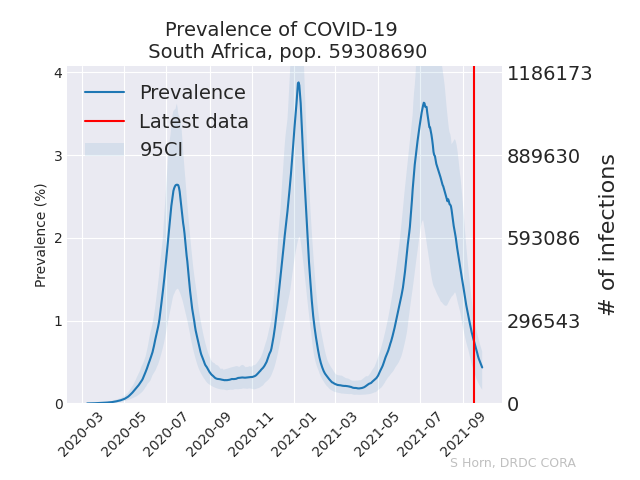 Prevalence of COVID-19
South Africa, pop. 59308690
Prevalence
Latest data
95CI
4
3
2
1
0
Prevalence (%)
1186173
889630
593086
296543
0
# of infections
2020-03
2020-05
2020-07
2020-09
2020-11
2021-01
2021-03
2021-05
2021-07
2021-09
S Horn, DRDC CORA